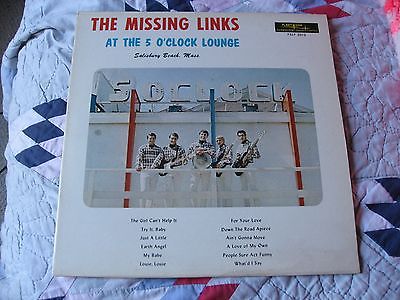 THE MISSING LINKS
AT THE 5 O'CLOCK LOUNGE
Salisbury Beach, Mass.
5 O'CLOCK
The Girl Can't Help It
Try It, Baby
Just A Little
Earth Angel
My Babe
Louie, Louie
For Your Love
Down The Road Apiece
Ain't Gonna Move
A Love of My Own
People Sure Act Funny
What'd I Say